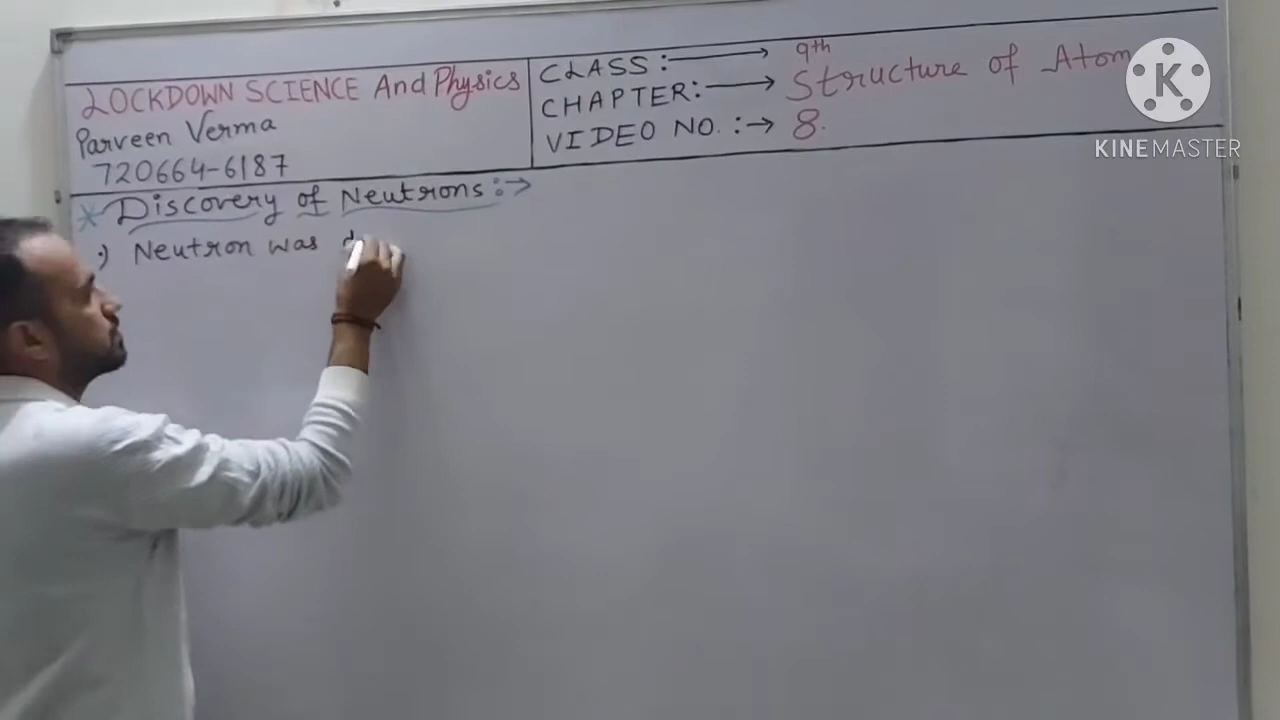 LOCKDOWN SCIENCE And Physics
Parveen Verma
720664-6187
CLASS :→ 9th
CHAPTER:→ Structure of Atom
VIDEO NO. :→ 8.
K
KINEMASTER
* Discovery of Neutrons :→
:) Neutron was d